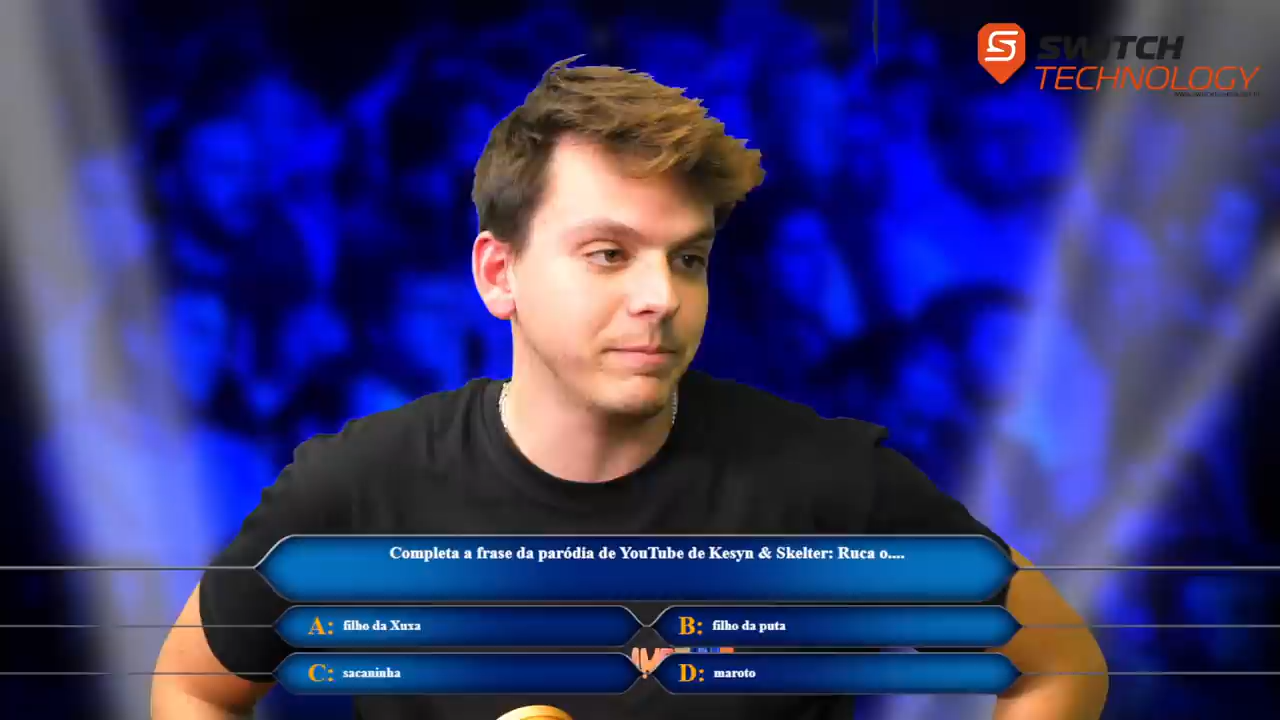 SWITCH
TECHNOLOGY
Completa a frase da paródia de YouTube de Kesyn & Skelter: Ruca o....
A: filho da Xuxa
B: filho da puta
C: sacaninha
D: maroto